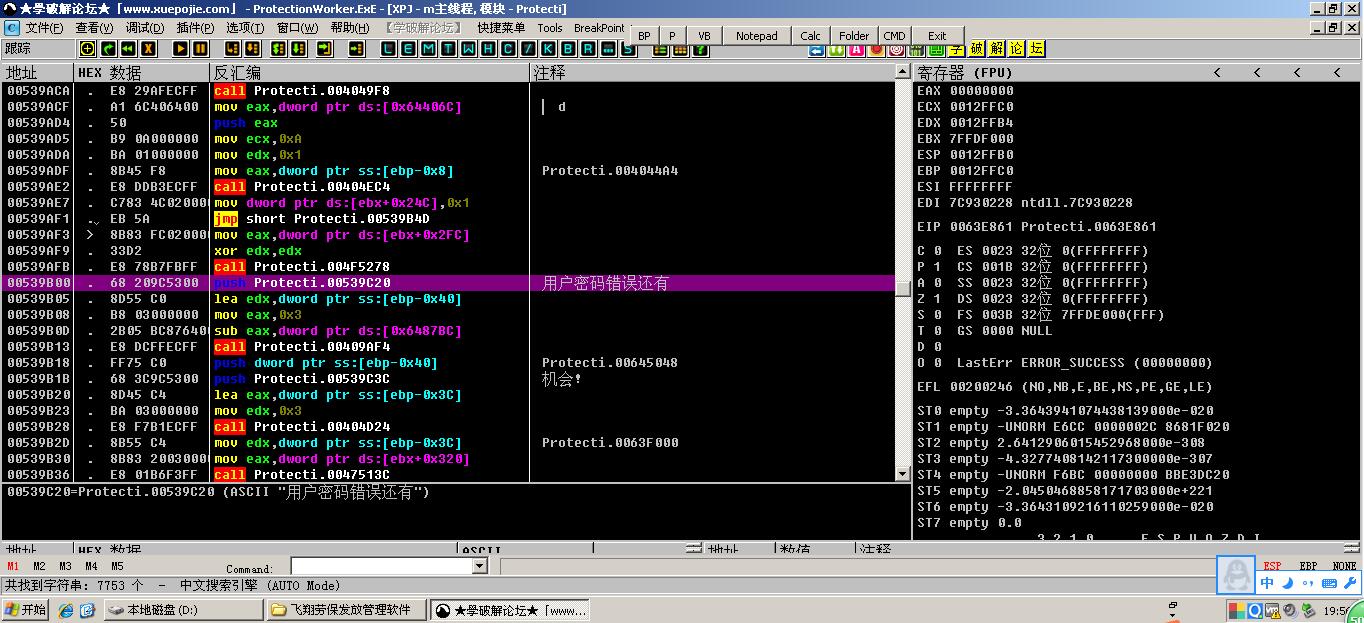 ★学破解论坛★「www.xuepojie.com」 - ProtectionWorker.ExE - [XPJ - m主线程, 模块 - Protecti]
文件(F) 查看(V) 调试(D) 插件(P) 选项(T) 窗口(W) 帮助(H) 【学破解论坛】 快捷菜单 Tools BreakPoint BP P VB Notepad Calc Folder CMD Exit
跟踪 L E M T W H C / K B R ... S 字 破 解 论 坛
地址 HEX 数据 反汇编 注释 寄存器 (FPU) < < < <
00539ACA . E8 29AFECFF call Protecti.004049F8
00539ACF . A1 6C406400 mov eax,dword ptr ds:[0x64406C] | d
00539AD4 . 50 push eax
00539AD5 . B9 0A000000 mov ecx,0xA
00539ADA . BA 01000000 mov edx,0x1
00539ADF . 8B45 F8 mov eax,dword ptr ss:[ebp-0x8] Protecti.004044A4
00539AE2 . E8 DDB3ECFF call Protecti.00404EC4
00539AE7 . C783 4C020000 mov dword ptr ds:[ebx+0x24C],0x1
00539AF1 . EB 5A jmp short Protecti.00539B4D
00539AF3 > 8B83 FC020000 mov eax,dword ptr ds:[ebx+0x2FC]
00539AF9 . 33D2 xor edx,edx
00539AFB . E8 78B7FBFF call Protecti.004F5278
00539B00 . 68 209C5300 push Protecti.00539C20 用户密码错误还有
00539B05 . 8D55 C0 lea edx,dword ptr ss:[ebp-0x40]
00539B08 . B8 03000000 mov eax,0x3
00539B0D . 2B05 BC876400 sub eax,dword ptr ds:[0x6487BC]
00539B13 . E8 DCFFECFF call Protecti.00409AF4
00539B18 . FF75 C0 push dword ptr ss:[ebp-0x40] Protecti.00645048
00539B1B . 68 3C9C5300 push Protecti.00539C3C 机会!
00539B20 . 8D45 C4 lea eax,dword ptr ss:[ebp-0x3C]
00539B23 . BA 03000000 mov edx,0x3
00539B28 . E8 F7B1ECFF call Protecti.00404D24
00539B2D . 8B55 C4 mov edx,dword ptr ss:[ebp-0x3C] Protecti.0063F000
00539B30 . 8B83 20030000 mov eax,dword ptr ds:[ebx+0x320]
00539B36 . E8 01B6F3FF call Protecti.0047513C
00539C20=Protecti.00539C20 (ASCII "用户密码错误还有")
EAX 00000000
ECX 0012FFC0
EDX 0012FFB4
EBX 7FFDF000
ESP 0012FFB0
EBP 0012FFC0
ESI FFFFFFFF
EDI 7C930228 ntdll.7C930228
EIP 0063E861 Protecti.0063E861
C 0 ES 0023 32位 0(FFFFFFFF)
P 1 CS 001B 32位 0(FFFFFFFF)
A 0 SS 0023 32位 0(FFFFFFFF)
Z 1 DS 0023 32位 0(FFFFFFFF)
S 0 FS 003B 32位 7FFDE000(FFF)
T 0 GS 0000 NULL
D 0
O 0 LastErr ERROR_SUCCESS (00000000)
EFL 00200246 (NO,NB,E,BE,NS,PE,GE,LE)
ST0 empty -3.3643941074438139000e-020
ST1 empty -UNORM E6CC 0000002C 8681F020
ST2 empty 2.6412906015452968000e-308
ST3 empty -4.3277408142117300000e-307
ST4 empty -UNORM F6BC 00000000 BBE3DC20
ST5 empty -2.0450468858171703000e+221
ST6 empty -3.3643109216110259000e-020
ST7 empty 0.0
3 2 1 0 E S P U O Z D I
地址 HEX 数据 ASCII 地址 数值 注释
M1 M2 M3 M4 M5 Command: ESP EBP NONE
共找到字符串: 7753 个 - 中文搜索引擎 (AUTO Mode) 中
开始 本地磁盘 (D:) 飞翔劳保发放管理软件 ★学破解论坛★「www... 19:56